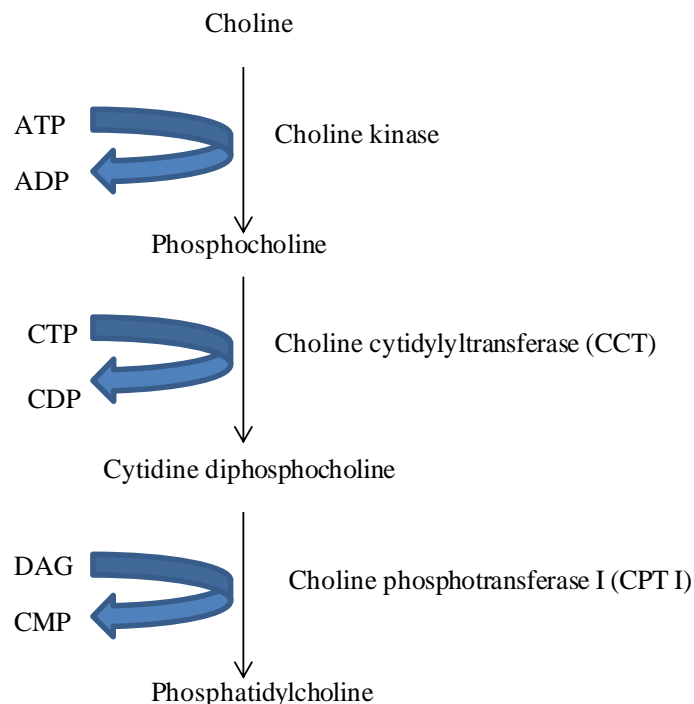 Choline
ATP
Choline kinase
ADP
Phosphocholine
CTP
Choline cytidylyltransferase (CCT)
CDP
Cytidine diphosphocholine
DAG
Choline phosphotransferase I (CPT I)
CMP
Phosphatidylcholine